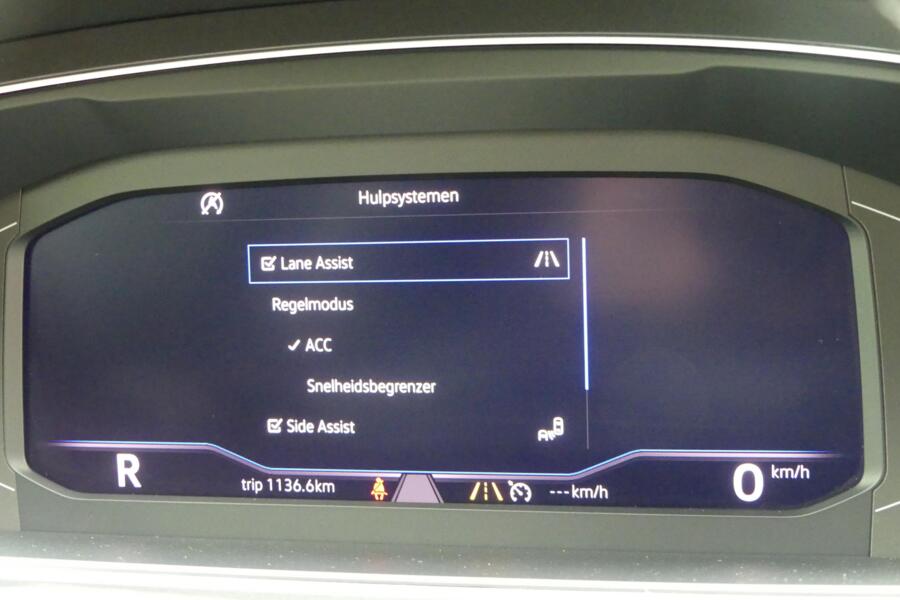 Hulpsystemen
Lane Assist
Regelmodus
ACC
Snelheidsbegrenzer
Side Assist
R
trip 1136.6km
---km/h
0 km/h